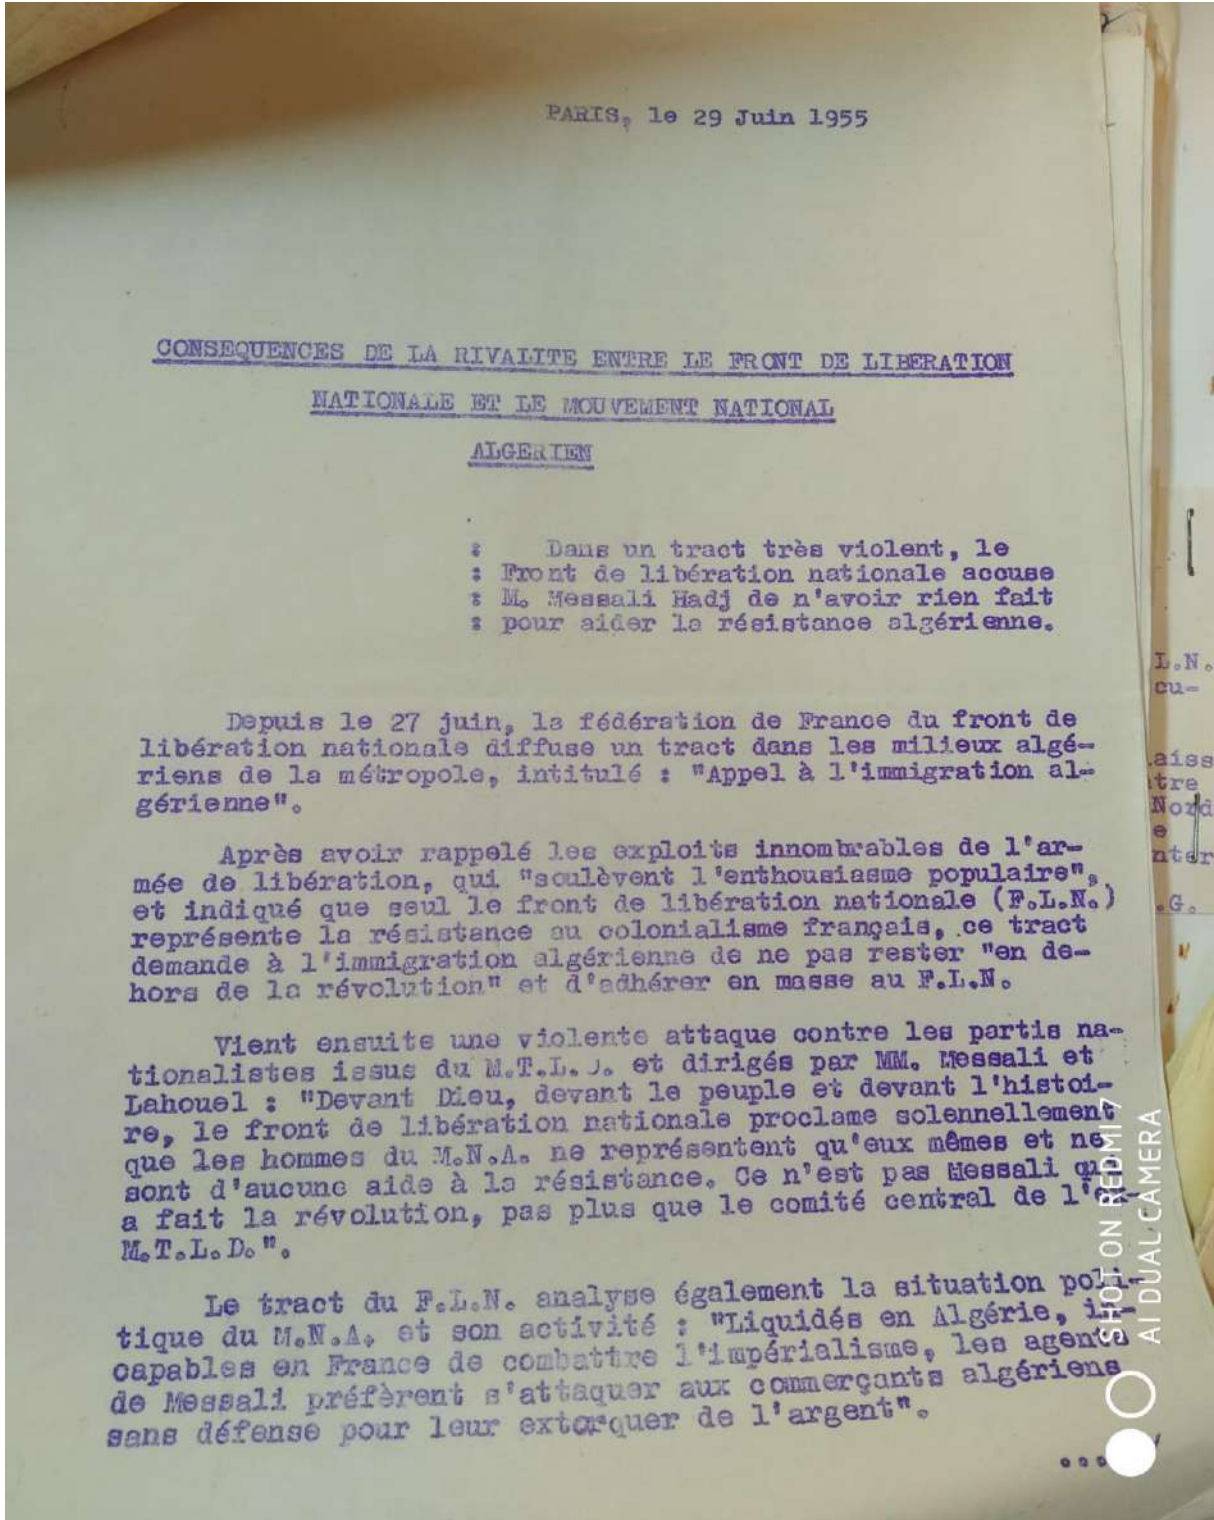 PARIS, le 29 Juin 1955
CONSEQUENCES DE LA RIVALITE ENTRE LE FRONT DE LIBERATION
NATIONALE ET LE MOUVEMENT NATIONAL
ALGERIEN
: Dans un tract très violent, le
: Front de libération nationale accuse
: M. Messali Hadj de n'avoir rien fait
: pour aider la résistance algérienne.
Depuis le 27 juin, la fédération de France du front de
libération nationale diffuse un tract dans les milieux algé-
riens de la métropole, intitulé : "Appel à l'immigration al-
gérienne".
Après avoir rappelé les exploits innombrables de l'ar-
mée de libération, qui "soulèvent l'enthousiasme populaire",
et indiqué que seul le front de libération nationale (F.L.N.)
représente la résistance au colonialisme français, ce tract
demande à l'immigration algérienne de ne pas rester "en de-
hors de la révolution" et d'adhérer en masse au F.L.N.
Vient ensuite une violente attaque contre les partis na-
tionalistes issus du M.T.L.D. et dirigés par MM. Messali et
Lahouel : "Devant Dieu, devant le peuple et devant l'histoi-
re, le front de libération nationale proclame solennellement
que les hommes du M.N.A. ne représentent qu'eux mêmes et ne
sont d'aucune aide à la résistance. Ce n'est pas Messali qui
a fait la révolution, pas plus que le comité central de l'ex-
M.T.L.D.".
Le tract du F.L.N. analyse également la situation poli-
tique du M.N.A. et son activité : "Liquidés en Algérie, in-
capables en France de combattre l'impérialisme, les agents
de Messali préfèrent s'attaquer aux commerçants algériens
sans défense pour leur extorquer de l'argent".
..../
L.N.
cu-
aiss
tre
Nord
e
nter
.G.
SHOT ON REDMI 7
AI DUAL CAMERA